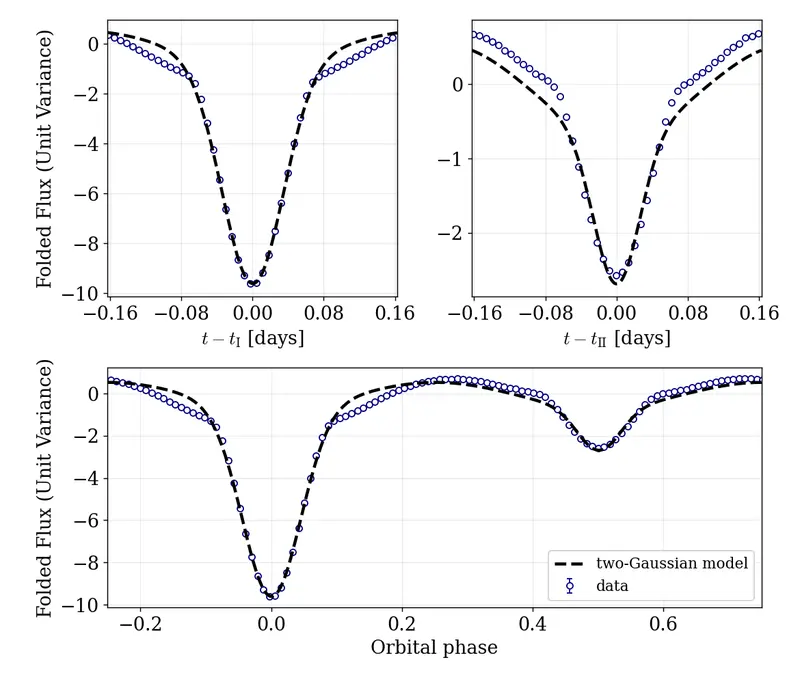 Folded Flux (Unit Variance)
0
−2
−4
−6
−8
−10
−0.16 −0.08 0.00 0.08 0.16
t − tI [days]
0
−1
−2
−0.16 −0.08 0.00 0.08 0.16
t − tII [days]
Folded Flux (Unit Variance)
0
−2
−4
−6
−8
−10
−0.2 0.0 0.2 0.4 0.6
Orbital phase
two-Gaussian model
data